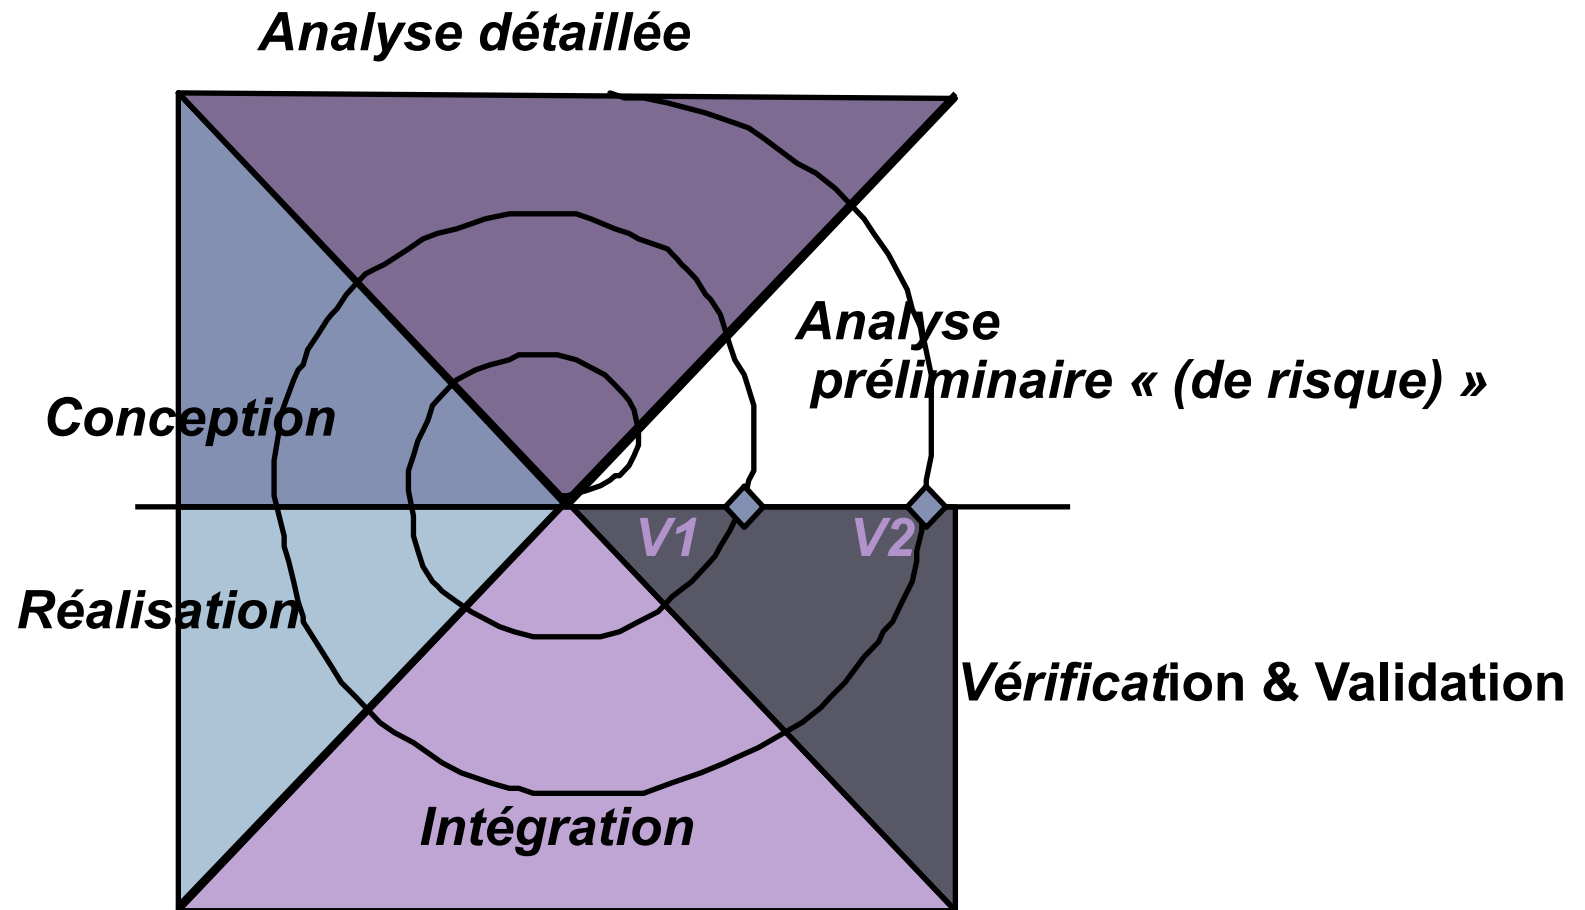 Analyse détaillée
Analyse
préliminaire « (de risque) »
Conception
V1
V2
Réalisation
Vérification & Validation
Intégration